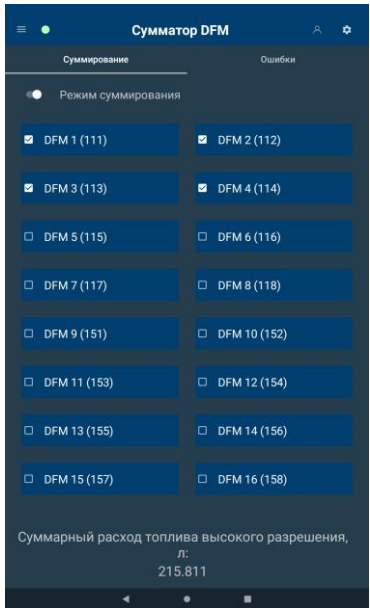 Сумматор DFM
Суммирование Ошибки
Режим суммирования
DFM 1 (111) DFM 2 (112)
DFM 3 (113) DFM 4 (114)
DFM 5 (115) DFM 6 (116)
DFM 7 (117) DFM 8 (118)
DFM 9 (151) DFM 10 (152)
DFM 11 (153) DFM 12 (154)
DFM 13 (155) DFM 14 (156)
DFM 15 (157) DFM 16 (158)
Суммарный расход топлива высокого разрешения,
л:
215.811